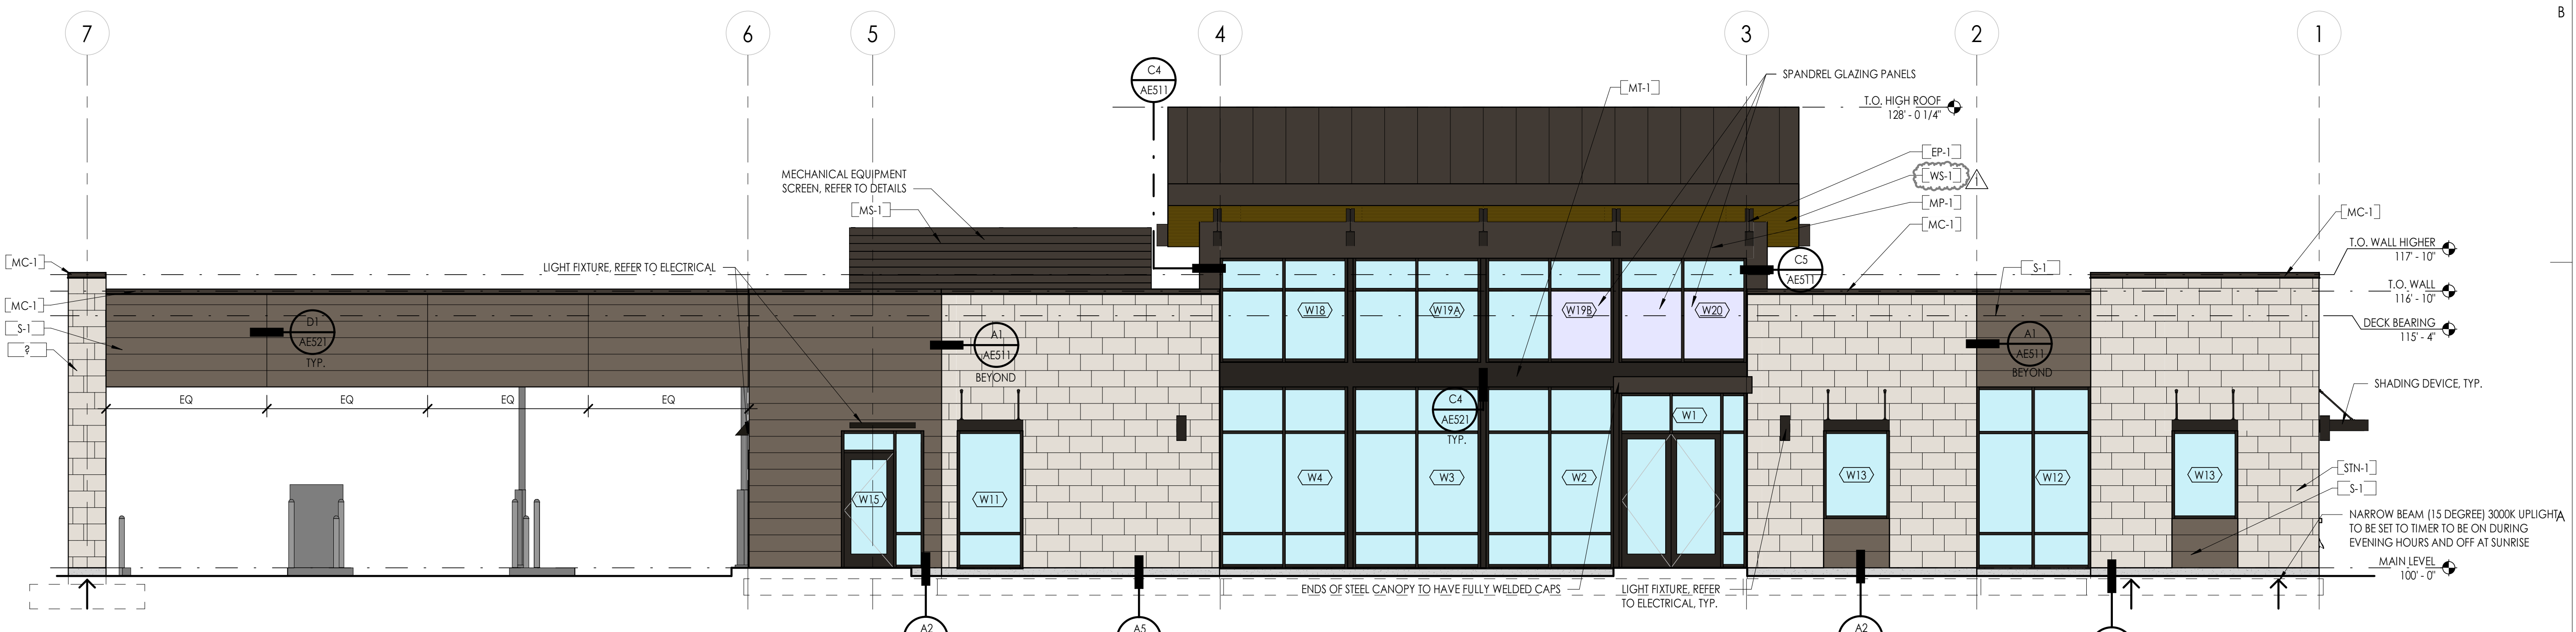 B
7
6
5
4
3
2
1
C4
AE511
MT-1
SPANDREL GLAZING PANELS
T.O. HIGH ROOF
128' - 0 1/4"
EP-1
WS-1
1
MP-1
MC-1
MECHANICAL EQUIPMENT
SCREEN, REFER TO DETAILS
MS-1
MC-1
T.O. WALL HIGHER
117' - 10"
T.O. WALL
116' - 10"
DECK BEARING
115' - 4"
LIGHT FIXTURE, REFER TO ELECTRICAL
C5
AE511
S-1
MC-1
MC-1
S-1
?
D1
AE521
TYP.
A1
AE511
BEYOND
W18
W19A
W19B
W20
A1
AE511
BEYOND
EQ
EQ
EQ
EQ
C4
AE521
TYP.
W1
SHADING DEVICE, TYP.
W15
W11
W4
W3
W2
W13
W12
W13
STN-1
S-1
NARROW BEAM (15 DEGREE) 3000K UPLIGHT
TO BE SET TO TIMER TO BE ON DURING
EVENING HOURS AND OFF AT SUNRISE
A
MAIN LEVEL
100' - 0"
ENDS OF STEEL CANOPY TO HAVE FULLY WELDED CAPS
LIGHT FIXTURE, REFER
TO ELECTRICAL, TYP.
A2
A5
A2